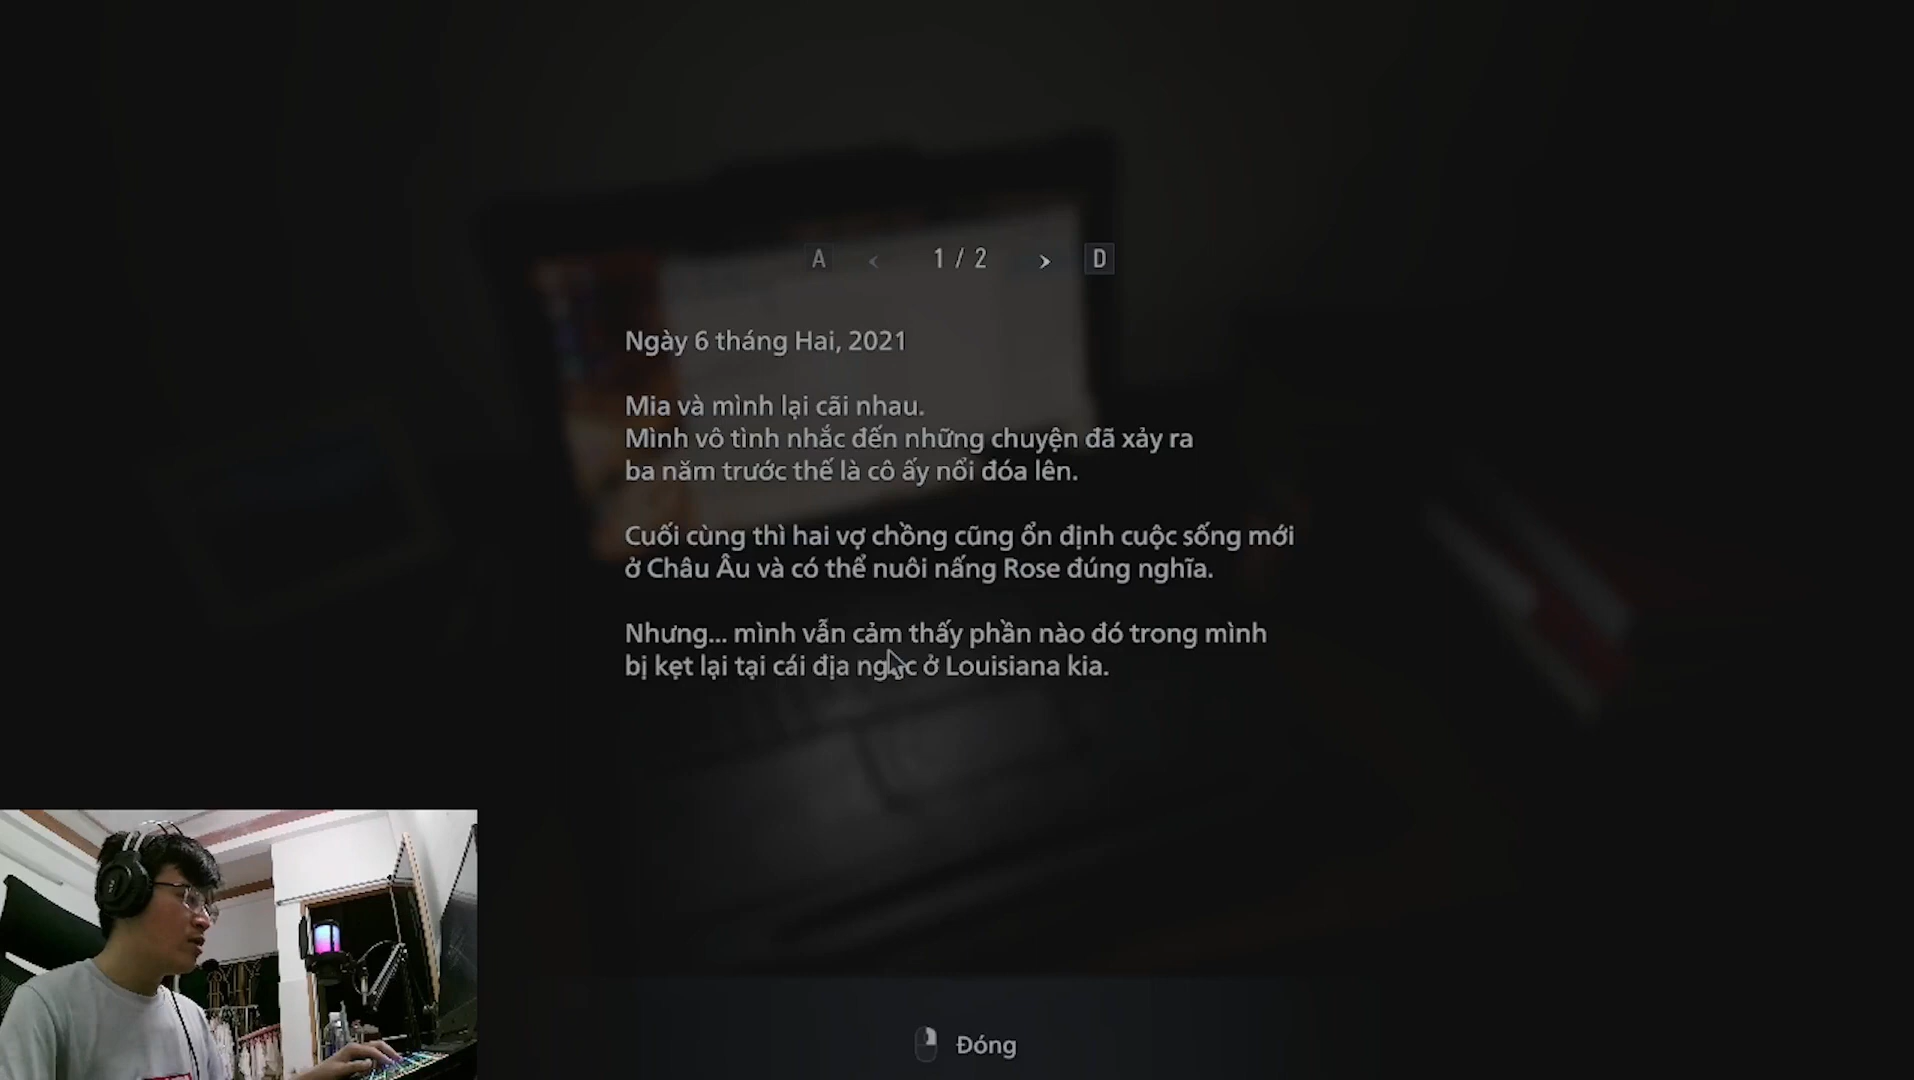 A < 1 / 2 > D
Ngày 6 tháng Hai, 2021
Mia và mình lại cãi nhau.
Mình vô tình nhắc đến những chuyện đã xảy ra
ba năm trước thế là cô ấy nổi đóa lên.
Cuối cùng thì hai vợ chồng cũng ổn định cuộc sống mới
ở Châu Âu và có thể nuôi nấng Rose đúng nghĩa.
Nhưng... mình vẫn cảm thấy phần nào đó trong mình
bị kẹt lại tại cái địa ngục ở Louisiana kia.
Đóng